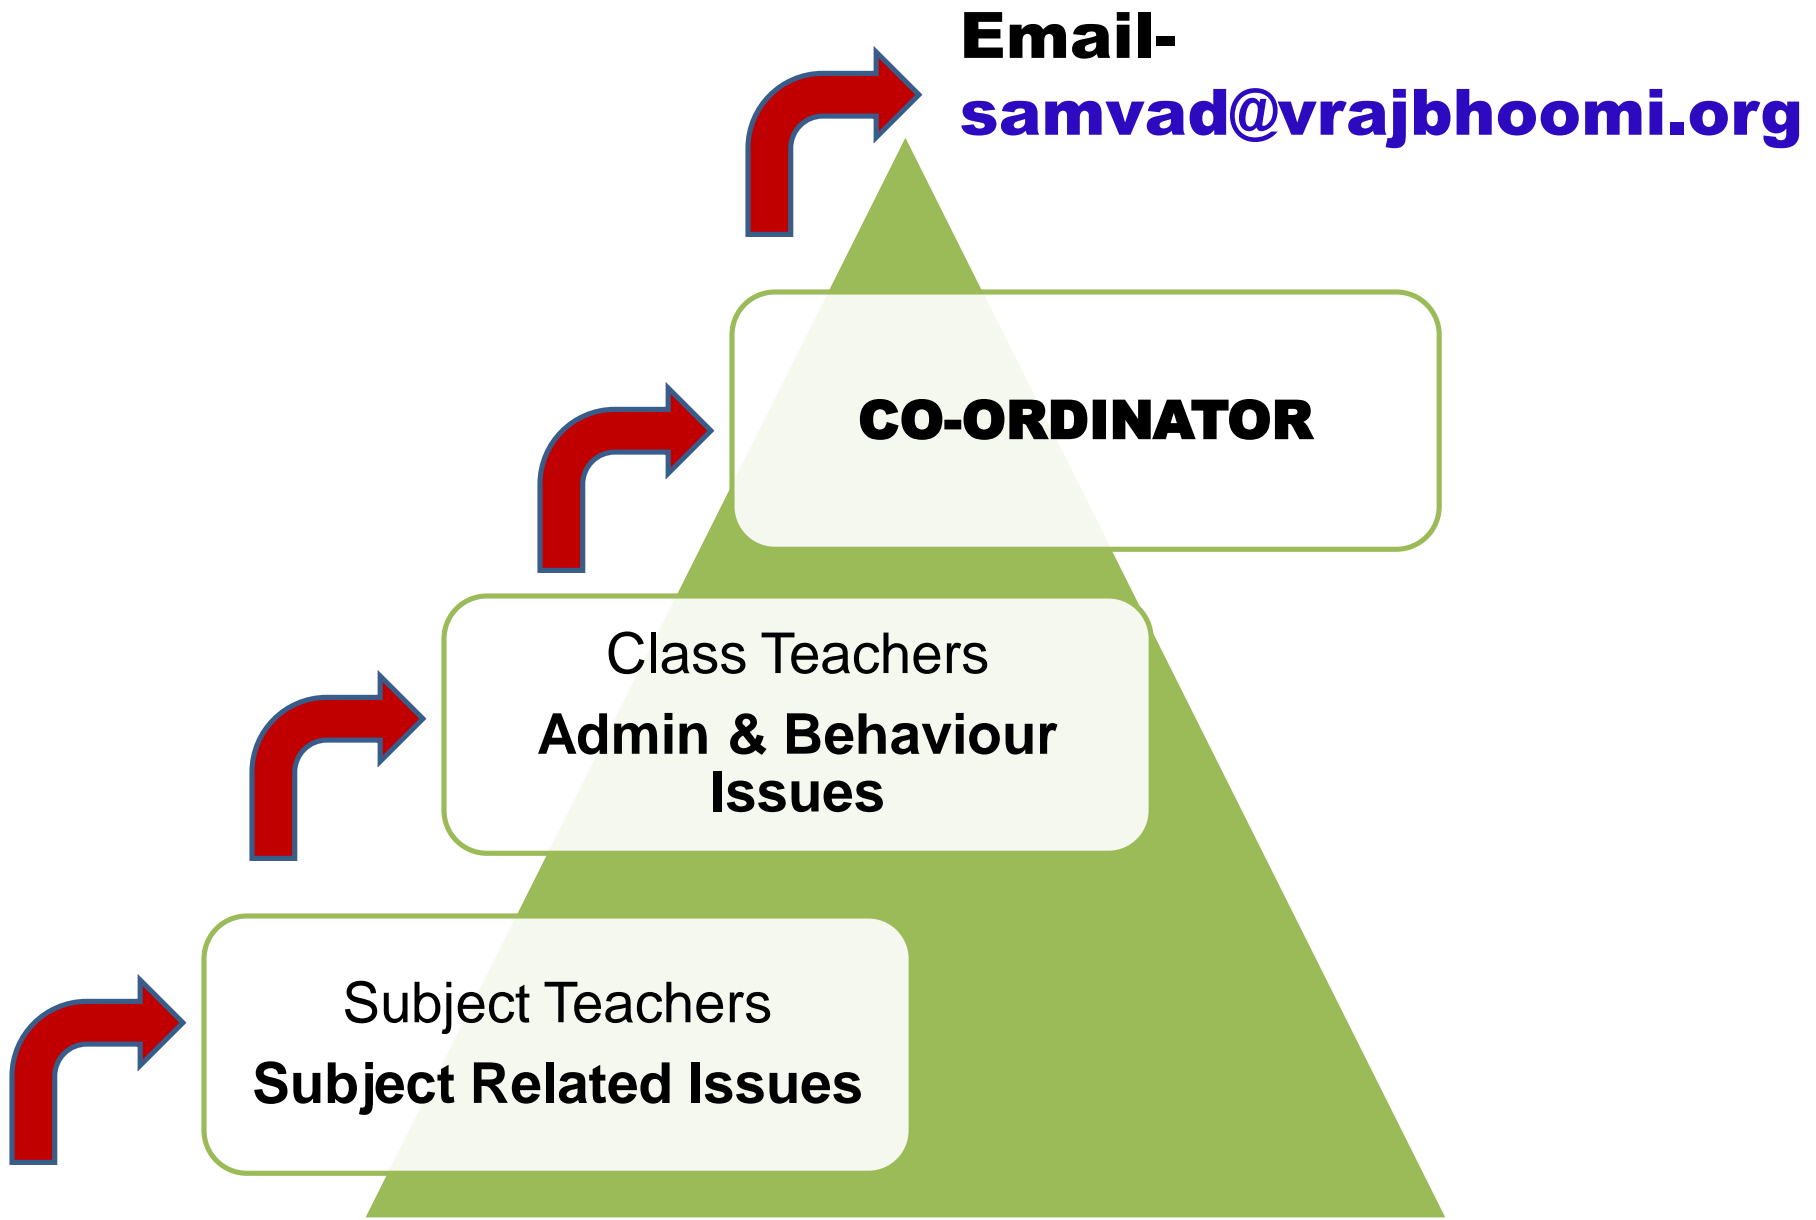 Email-
samvad@vrajbhoomi.org
CO-ORDINATOR
Class Teachers
Admin & Behaviour
Issues
Subject Teachers
Subject Related Issues